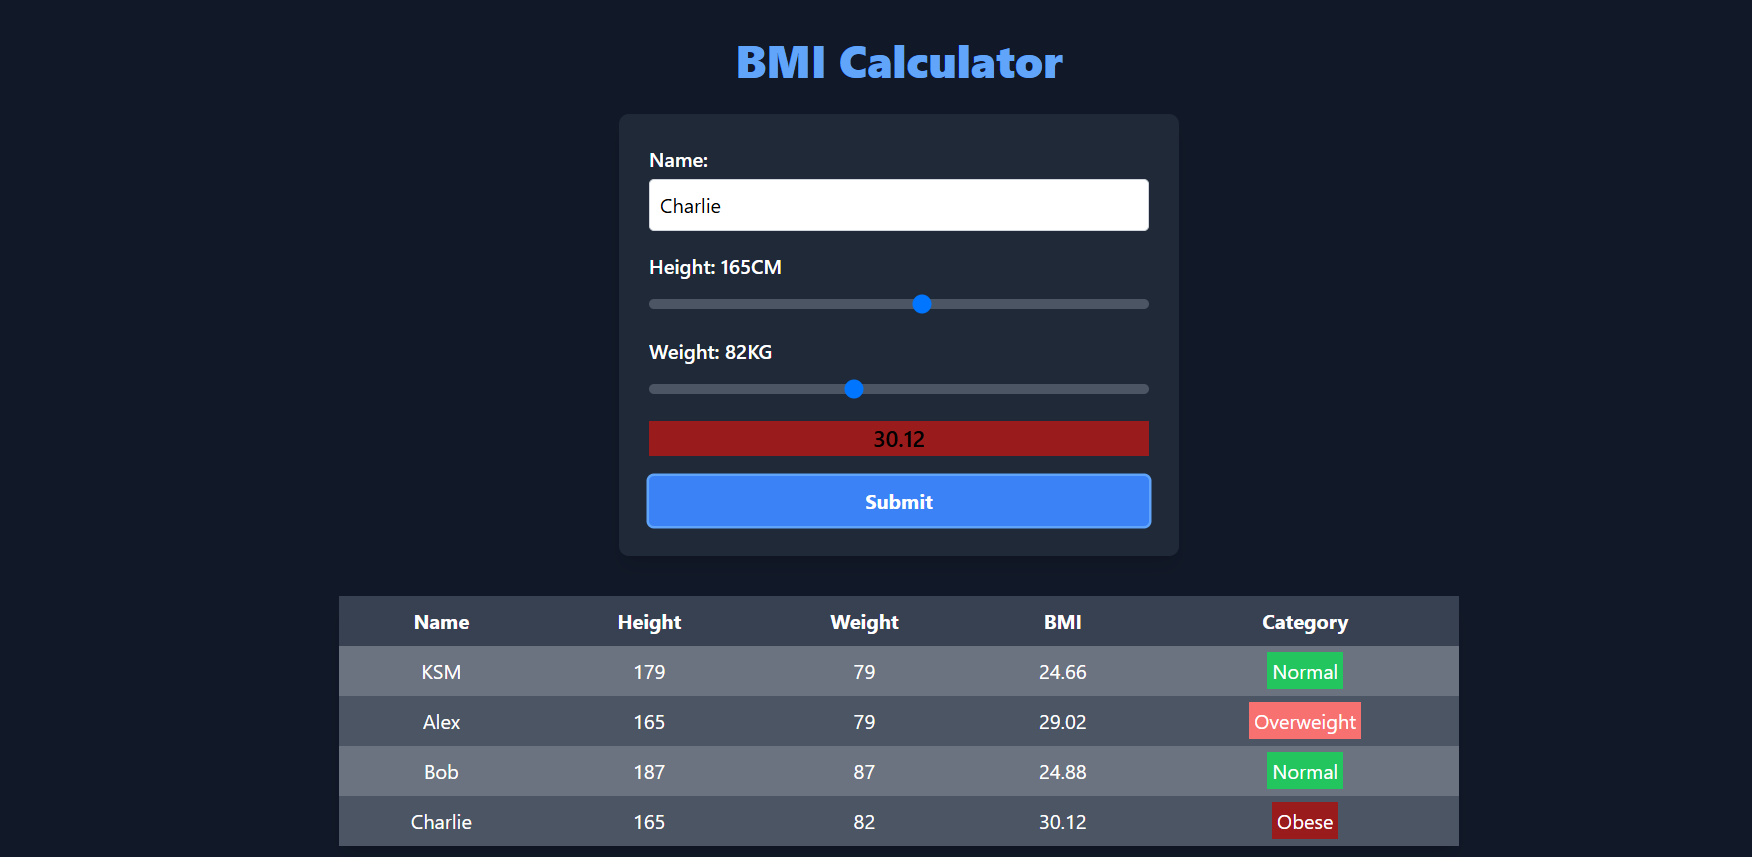 BMI Calculator
Name:
Charlie
Height: 165CM
Weight: 82KG
30.12
Submit
Name Height Weight BMI Category
KSM 179 79 24.66 Normal
Alex 165 79 29.02 Overweight
Bob 187 87 24.88 Normal
Charlie 165 82 30.12 Obese